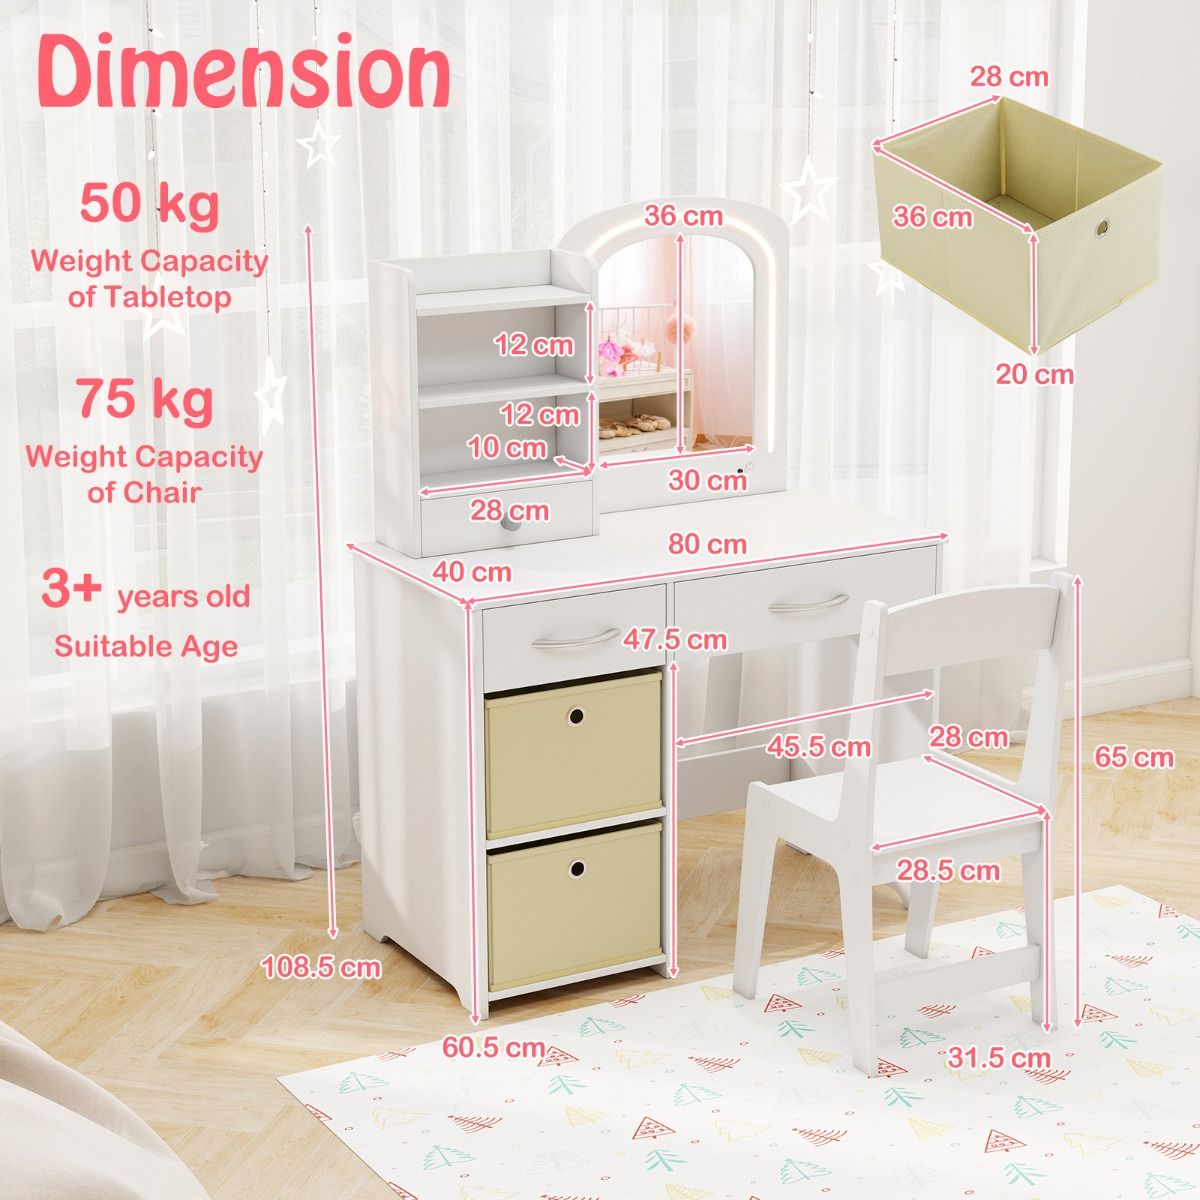 Dimension
50 kg
Weight Capacity
of Tabletop
75 kg
Weight Capacity
of Chair
3+ years old
Suitable Age
28 cm
36 cm
20 cm
36 cm
12 cm
12 cm
10 cm
28 cm
30 cm
80 cm
40 cm
47.5 cm
45.5 cm
28 cm
65 cm
28.5 cm
108.5 cm
60.5 cm
31.5 cm